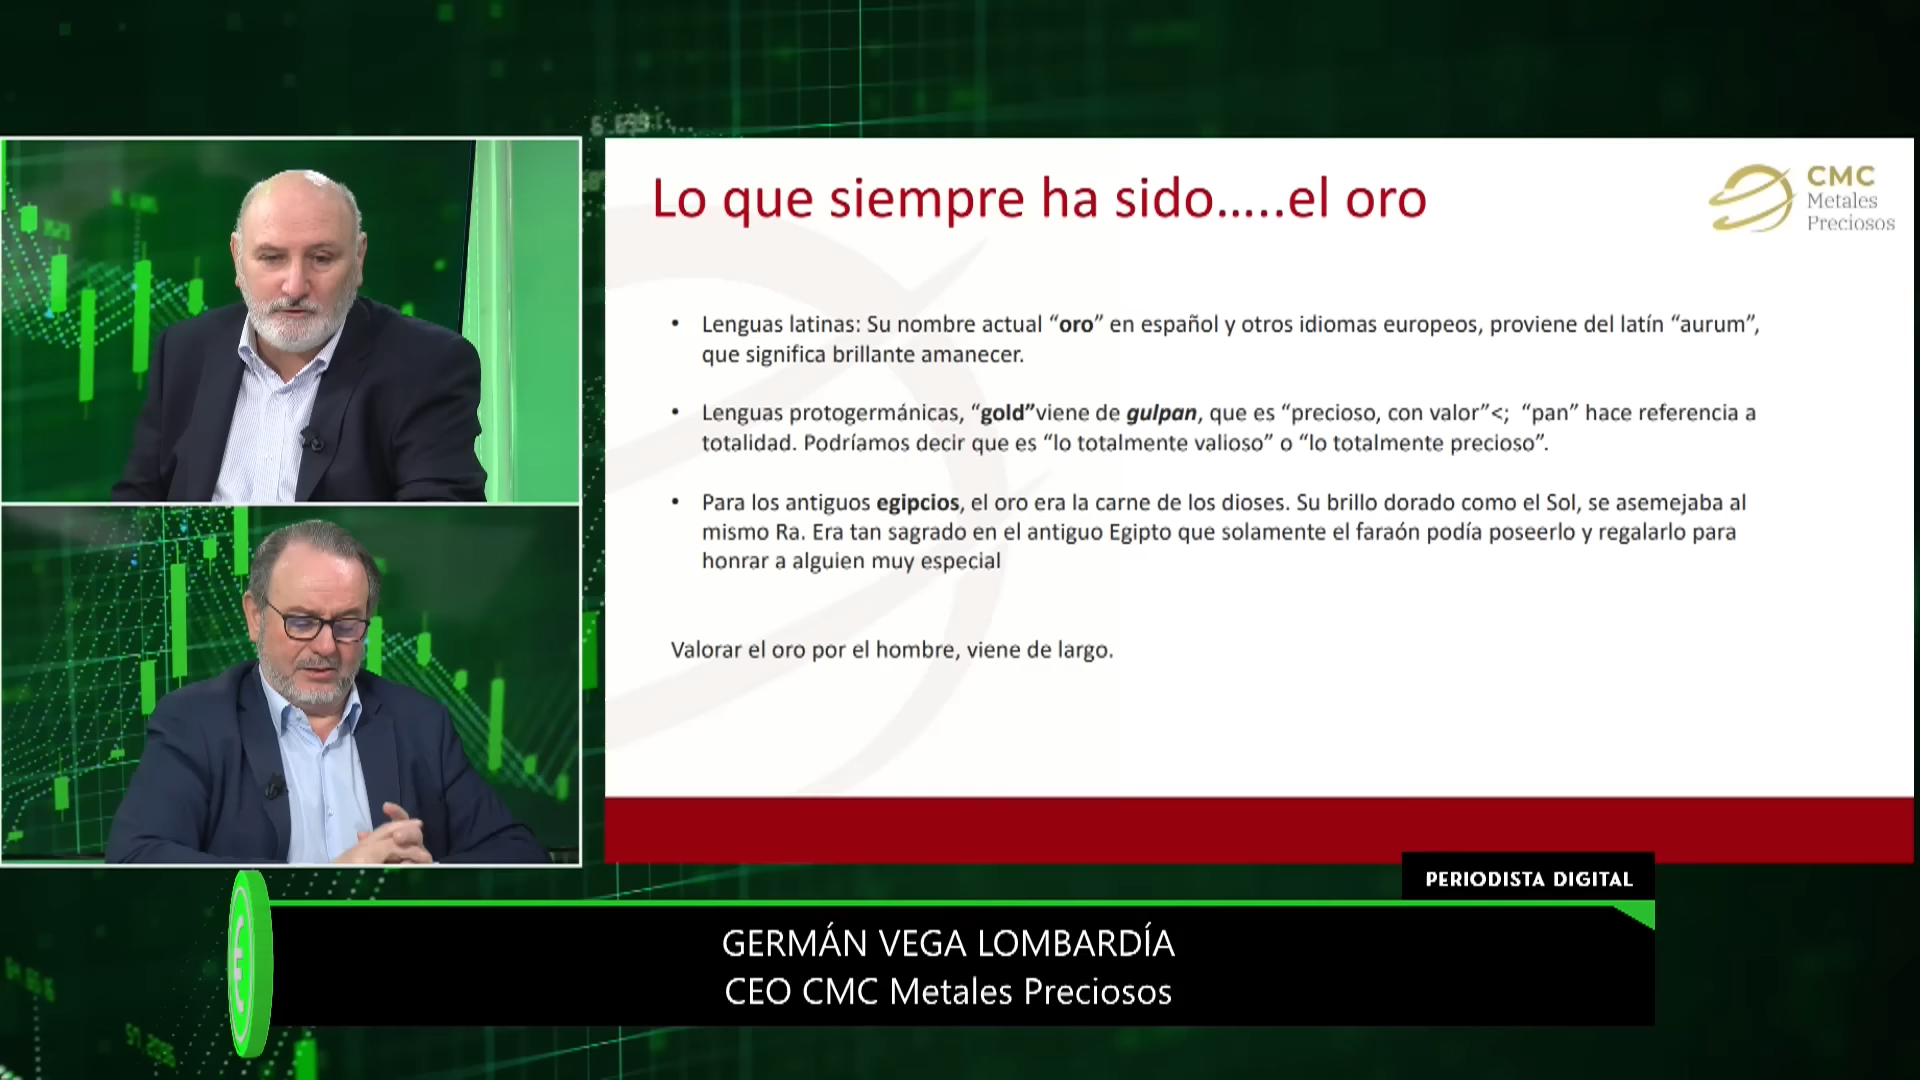 Lo que siempre ha sido.....el oro
CMC
Metales
Preciosos
• Lenguas latinas: Su nombre actual “oro” en español y otros idiomas europeos, proviene del latín “aurum”,
que significa brillante amanecer.
• Lenguas protogermánicas, “gold”viene de gulpan, que es “precioso, con valor”<; “pan” hace referencia a
totalidad. Podríamos decir que es “lo totalmente valioso” o “lo totalmente precioso”.
• Para los antiguos egipcios, el oro era la carne de los dioses. Su brillo dorado como el Sol, se asemejaba al
mismo Ra. Era tan sagrado en el antiguo Egipto que solamente el faraón podía poseerlo y regalarlo para
honrar a alguien muy especial
Valorar el oro por el hombre, viene de largo.
PERIODISTA DIGITAL
GERMÁN VEGA LOMBARDÍA
CEO CMC Metales Preciosos